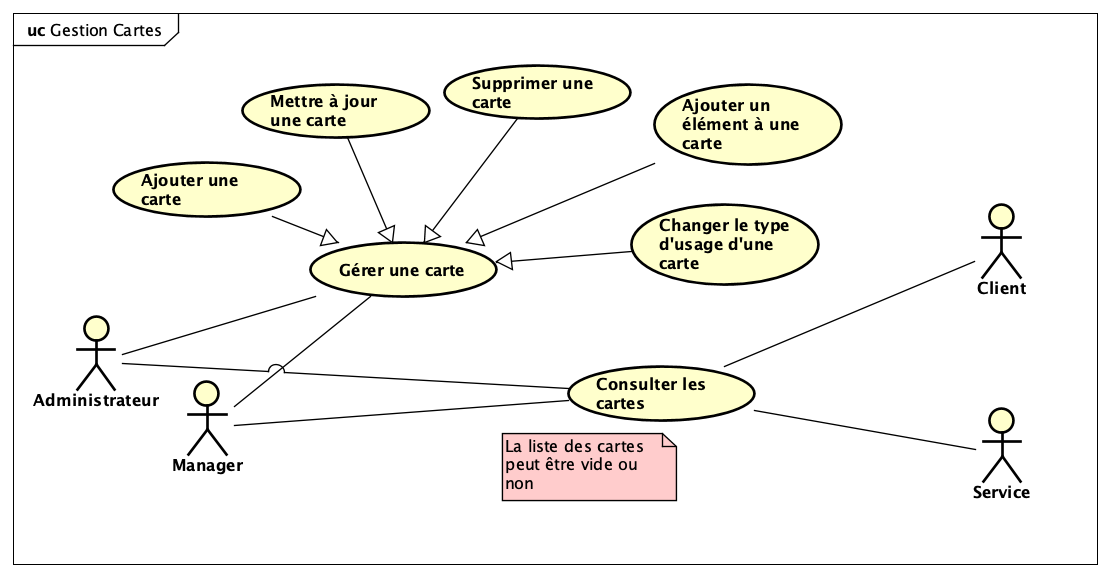 uc Gestion Cartes
Supprimer une
carte
Mettre à jour
une carte
Ajouter un
élément à une
carte
Ajouter une
carte
Changer le type
d'usage d'une
carte
Gérer une carte
Client
Administrateur
Consulter les
cartes
Manager
La liste des cartes
peut être vide ou
non
Service